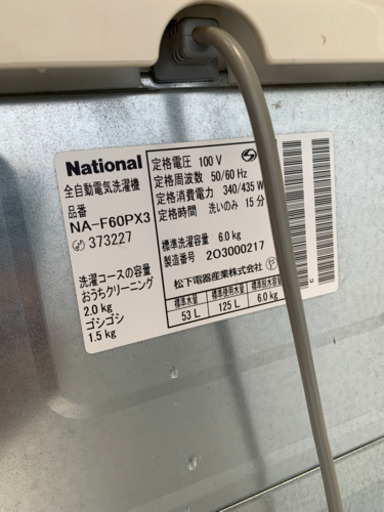 National
全自動電気洗濯機
品番
NA-F60PX3
373227
洗濯コースの容量
おうちクリーニング
2.0 kg
ゴシゴシ
1.5 kg
定格電圧 100 V
定格周波数 50/60 Hz
定格消費電力 340/435 W
定格時間 洗いのみ 15分
標準洗濯容量 6.0 kg
製造番号 2O3000217
松下電器産業株式会社
標準水量 標準使用水量 標準脱水容量
53 L 125 L 6.0 kg